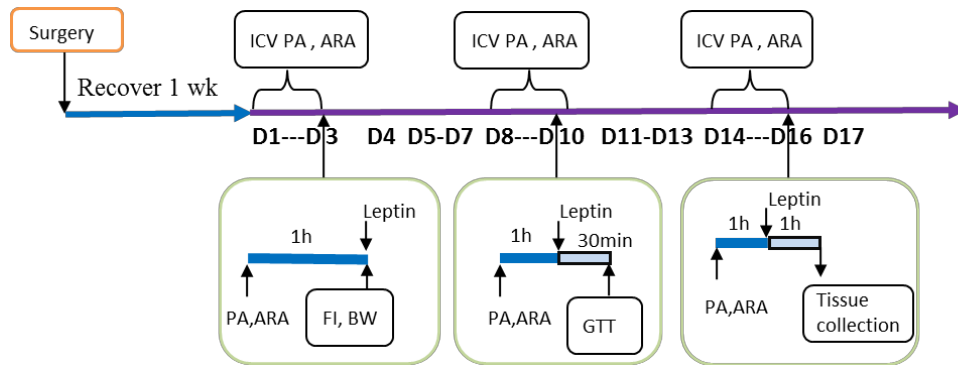 Surgery
Recover 1 wk
ICV PA , ARA
ICV PA , ARA
ICV PA , ARA
D1---D3 D4 D5-D7 D8---D10 D11-D13 D14---D16 D17
Leptin
1h
PA,ARA
FI, BW
Leptin
1h
30min
PA,ARA
GTT
Leptin
1h
1h
PA,ARA
Tissue
collection